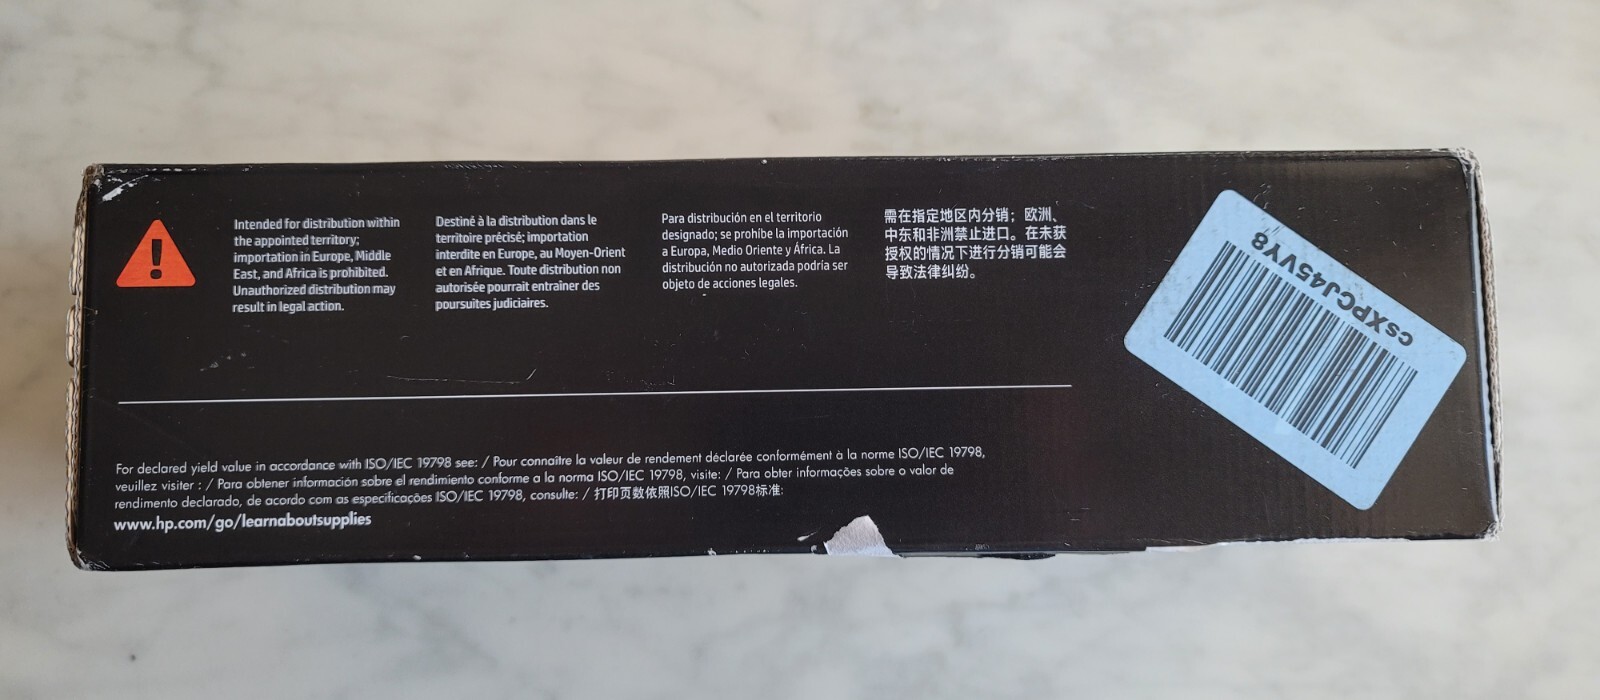 Intended for distribution within
the appointed territory;
importation in Europe, Middle
East, and Africa is prohibited.
Unauthorized distribution may
result in legal action.
Destiné à la distribution dans le
territoire précisé; importation
interdite en Europe, au Moyen-Orient
et en Afrique. Toute distribution non
autorisée pourrait entraîner des
poursuites judiciaires.
Para distribución en el territorio
designado; se prohíbe la importación
a Europa, Medio Oriente y África. La
distribución no autorizada podría ser
objeto de acciones legales.
需在指定地区内分销；欧洲、
中东和非洲禁止进口。在未获
授权的情况下进行分销可能会
导致法律纠纷。
csXPCJ45VY8
For declared yield value in accordance with ISO/IEC 19798 see: / Pour connaître la valeur de rendement déclarée conformément à la norme ISO/IEC 19798,
veuillez visiter : / Para obtener información sobre el rendimiento conforme a la norma ISO/IEC 19798, visite: / Para obter informações sobre o valor de
rendimento declarado, de acordo com as especificações ISO/IEC 19798, consulte: / 打印页数依照ISO/IEC 19798标准:
www.hp.com/go/learnaboutsupplies